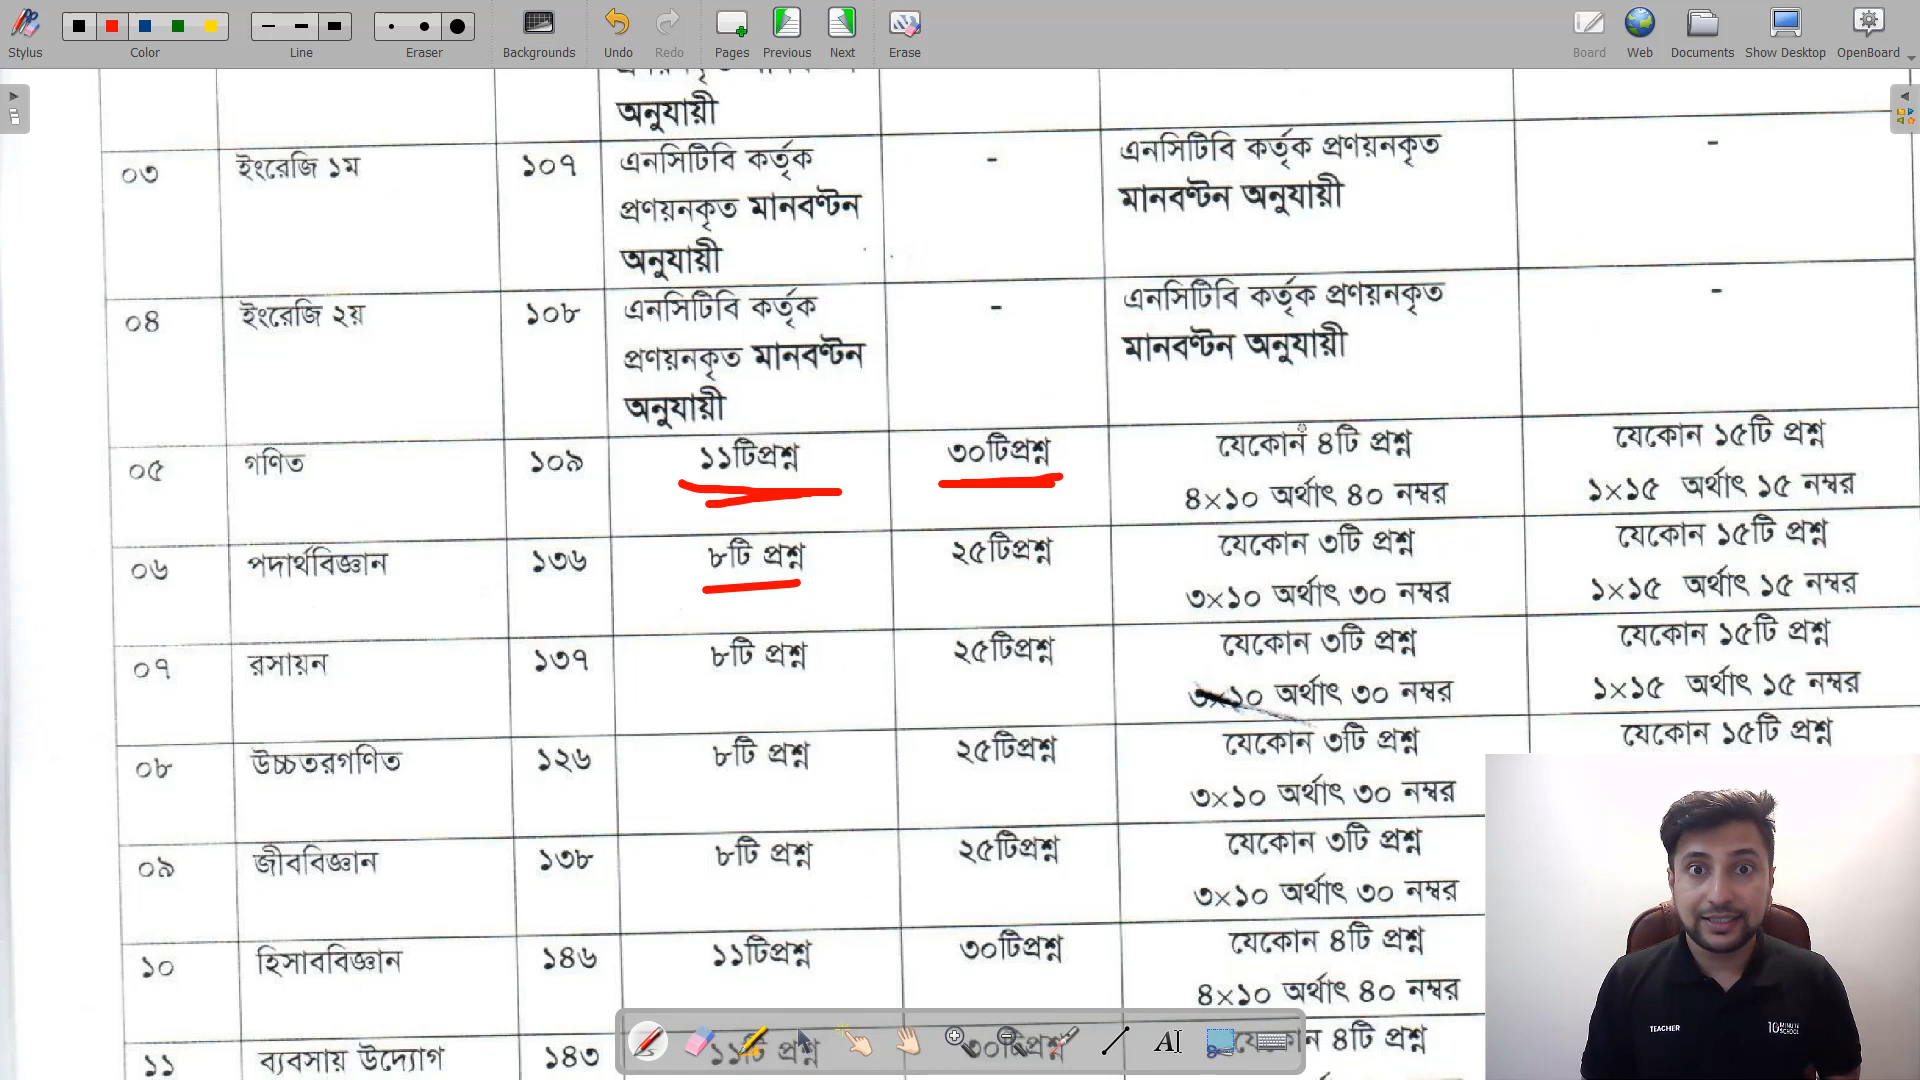 Stylus
Color
Line
Eraser
Backgrounds
Undo
Redo
Pages
Previous
Next
Erase
Board
Web
Documents
Show Desktop
OpenBoard
অনুযায়ী
০৩ ইংরেজি ১ম ১০৭ এনসিটিবি কর্তৃক প্রণয়নকৃত মানবণ্টন অনুযায়ী - এনসিটিবি কর্তৃক প্রণয়নকৃত মানবণ্টন অনুযায়ী -
০৪ ইংরেজি ২য় ১০৮ এনসিটিবি কর্তৃক প্রণয়নকৃত মানবণ্টন অনুযায়ী - এনসিটিবি কর্তৃক প্রণয়নকৃত মানবণ্টন অনুযায়ী -
০৫ গণিত ১০৯ ১১টিপ্রশ্ন ৩০টিপ্রশ্ন যেকোন ৪টি প্রশ্ন যেকোন ১৫টি প্রশ্ন
৪×১০ অর্থাৎ ৪০ নম্বর ১×১৫ অর্থাৎ ১৫ নম্বর
০৬ পদার্থবিজ্ঞান ১৩৬ ৮টি প্রশ্ন ২৫টিপ্রশ্ন যেকোন ৩টি প্রশ্ন যেকোন ১৫টি প্রশ্ন
৩×১০ অর্থাৎ ৩০ নম্বর ১×১৫ অর্থাৎ ১৫ নম্বর
০৭ রসায়ন ১৩৭ ৮টি প্রশ্ন ২৫টিপ্রশ্ন যেকোন ৩টি প্রশ্ন যেকোন ১৫টি প্রশ্ন
৩×১০ অর্থাৎ ৩০ নম্বর ১×১৫ অর্থাৎ ১৫ নম্বর
০৮ উচ্চতরগণিত ১২৬ ৮টি প্রশ্ন ২৫টিপ্রশ্ন যেকোন ৩টি প্রশ্ন যেকোন ১৫টি প্রশ্ন
৩×১০ অর্থাৎ ৩০ নম্বর
০৯ জীববিজ্ঞান ১৩৮ ৮টি প্রশ্ন ২৫টিপ্রশ্ন যেকোন ৩টি প্রশ্ন
৩×১০ অর্থাৎ ৩০ নম্বর
১০ হিসাববিজ্ঞান ১৪৬ ১১টিপ্রশ্ন ৩০টিপ্রশ্ন যেকোন ৪টি প্রশ্ন
৪×১০ অর্থাৎ ৪০ নম্বর
১১ ব্যবসায় উদ্যোগ ১৪৩ ১১টি প্রশ্ন ৩০টিপ্রশ্ন যেকোন ৪টি প্রশ্ন
TEACHER
10 MINUTE SCHOOL